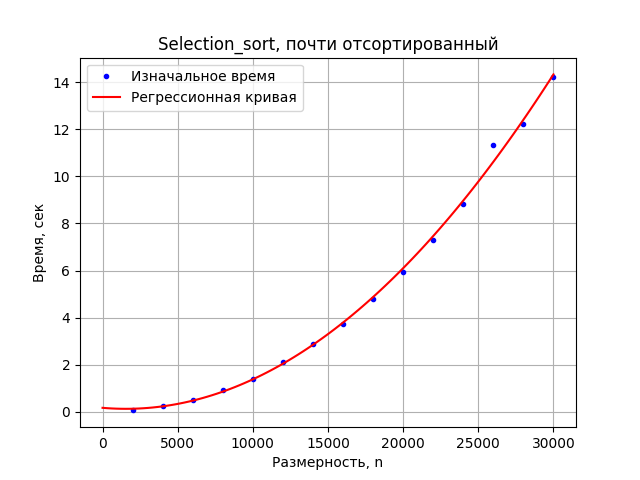 Selection_sort, почти отсортированный
Изначальное время
Регрессионная кривая
14
12
10
8
6
4
2
0
Время, сек
0 5000 10000 15000 20000 25000 30000
Размерность, n